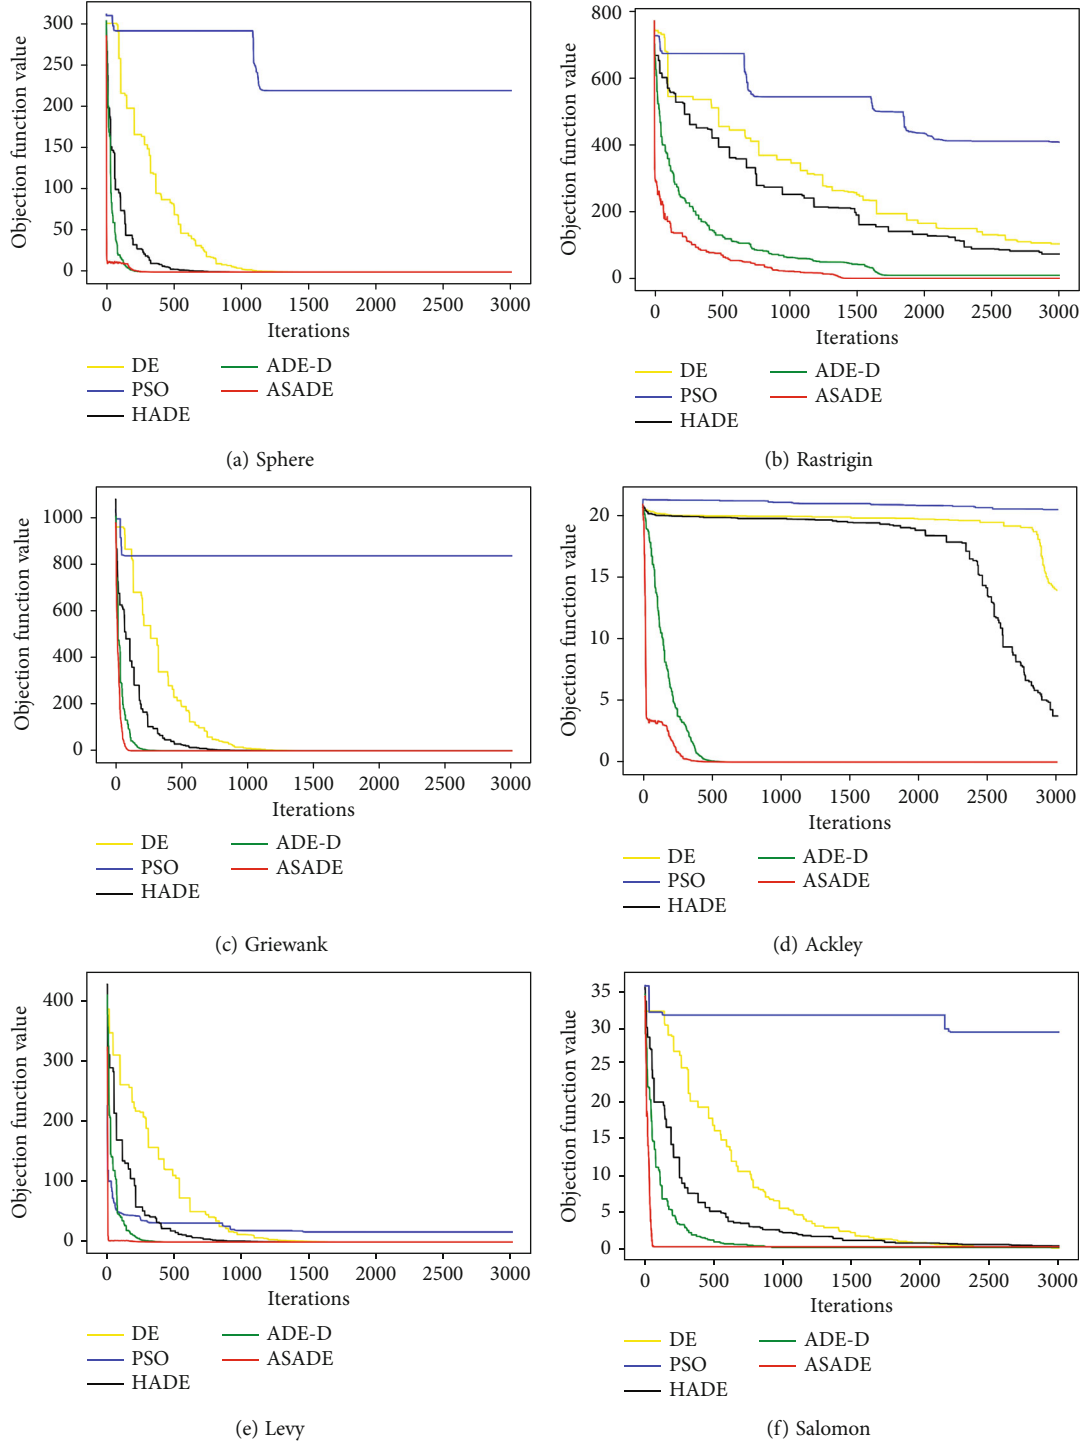 Objection function value
300
250
200
150
100
50
0
0 500 1000 1500 2000 2500 3000
Iterations
DE ADE-D
PSO ASADE
HADE
(a) Sphere
Objection function value
800
600
400
200
0
0 500 1000 1500 2000 2500 3000
Iterations
DE ADE-D
PSO ASADE
HADE
(b) Rastrigin
Objection function value
1000
800
600
400
200
0
0 500 1000 1500 2000 2500 3000
Iterations
DE ADE-D
PSO ASADE
HADE
(c) Griewank
Objection function value
20
15
10
5
0
0 500 1000 1500 2000 2500 3000
Iterations
DE ADE-D
PSO ASADE
HADE
(d) Ackley
Objection function value
400
300
200
100
0
0 500 1000 1500 2000 2500 3000
Iterations
DE ADE-D
PSO ASADE
HADE
(e) Levy
Objection function value
35
30
25
20
15
10
5
0
0 500 1000 1500 2000 2500 3000
Iterations
DE ADE-D
PSO ASADE
HADE
(f) Salomon